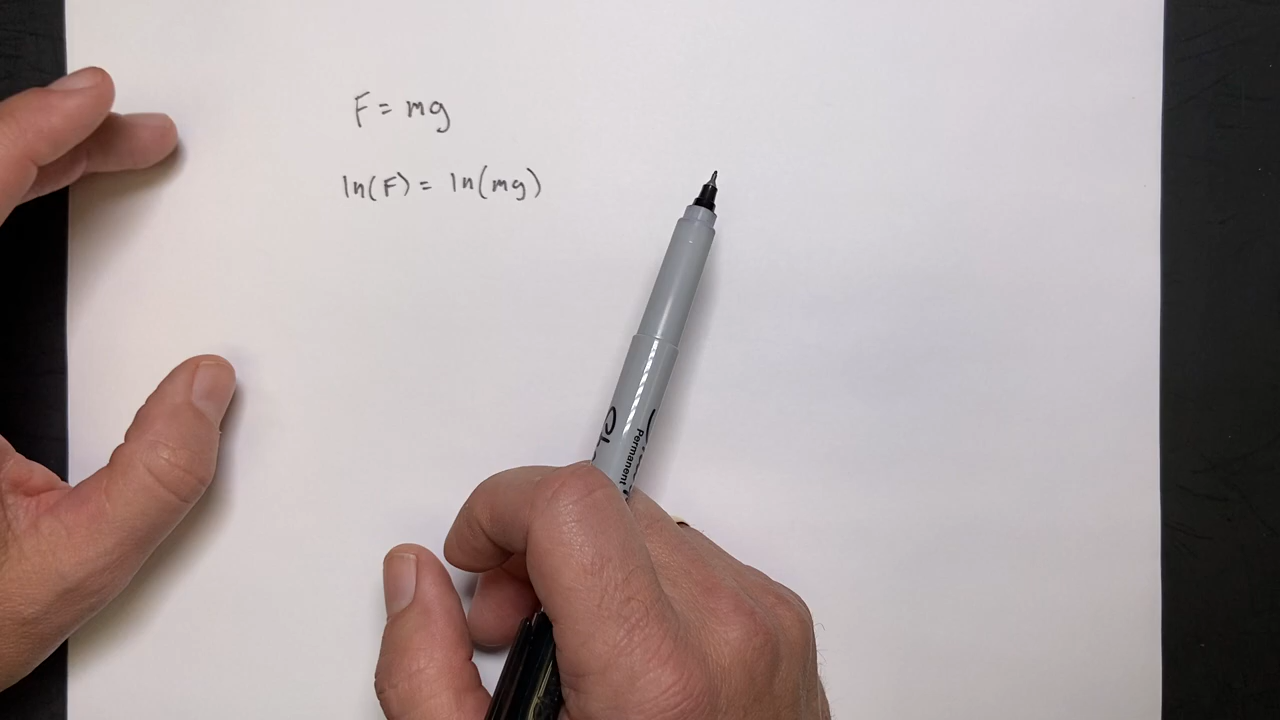 F = mg
ln(F) = ln(mg)
Permanent